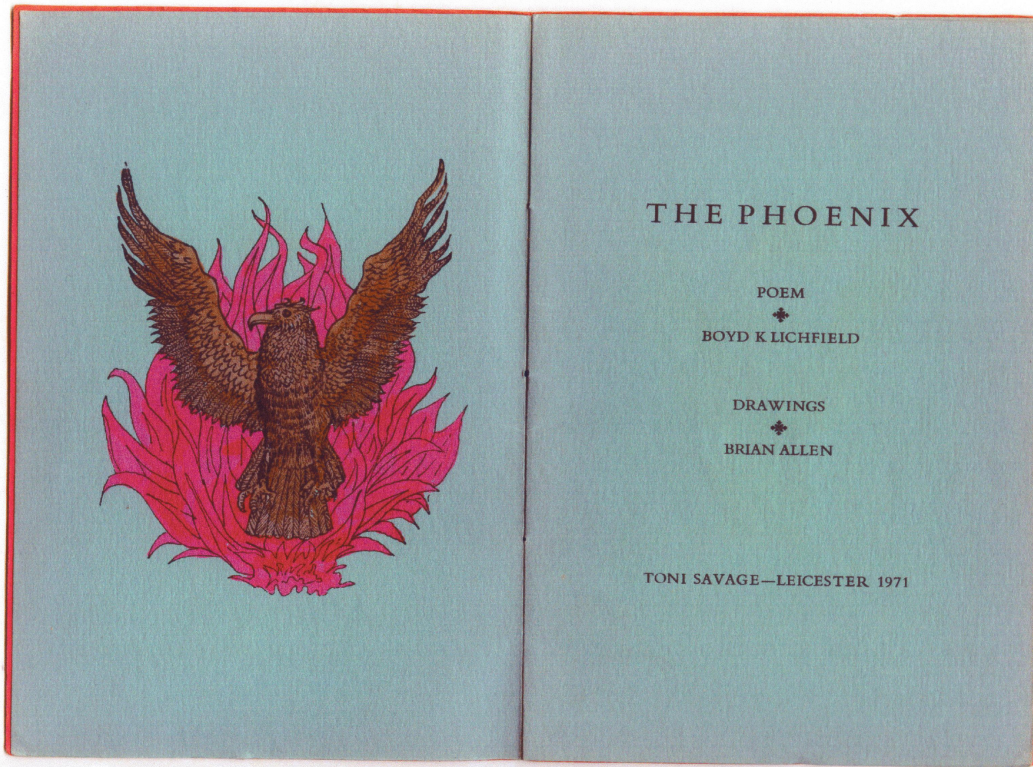 THE PHOENIX
POEM
BOYD K LICHFIELD
DRAWINGS
BRIAN ALLEN
TONI SAVAGE—LEICESTER 1971